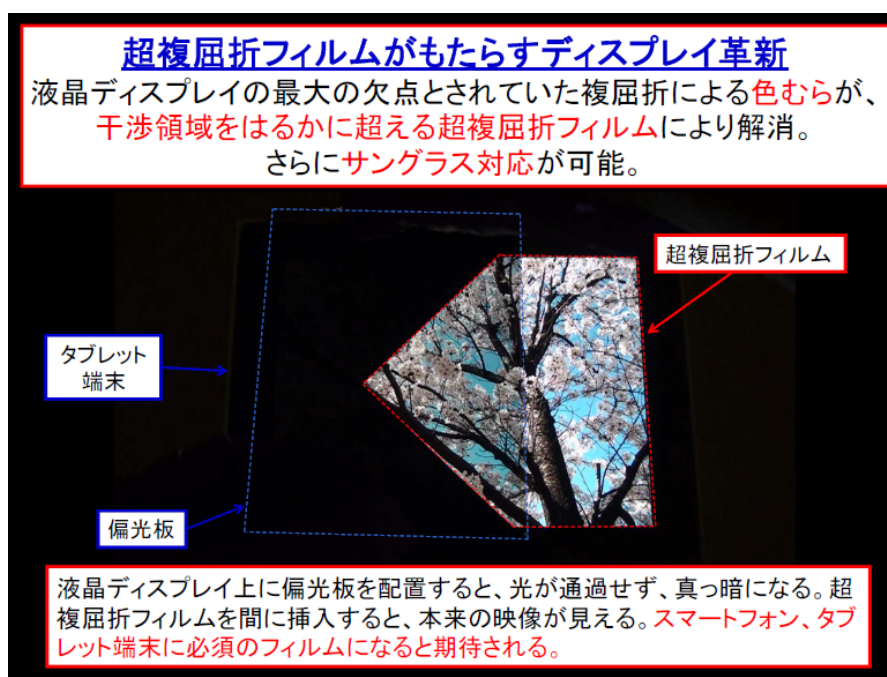 超複屈折フィルムがもたらすディスプレイ革新
液晶ディスプレイの最大の欠点とされていた複屈折による色むらが、
干渉領域をはるかに超える超複屈折フィルムにより解消。
さらにサングラス対応が可能。
超複屈折フィルム
タブレット
端末
偏光板
液晶ディスプレイ上に偏光板を配置すると、光が通過せず、真っ暗になる。超
複屈折フィルムを間に挿入すると、本来の映像が見える。スマートフォン、タブ
レット端末に必須のフィルムになると期待される。